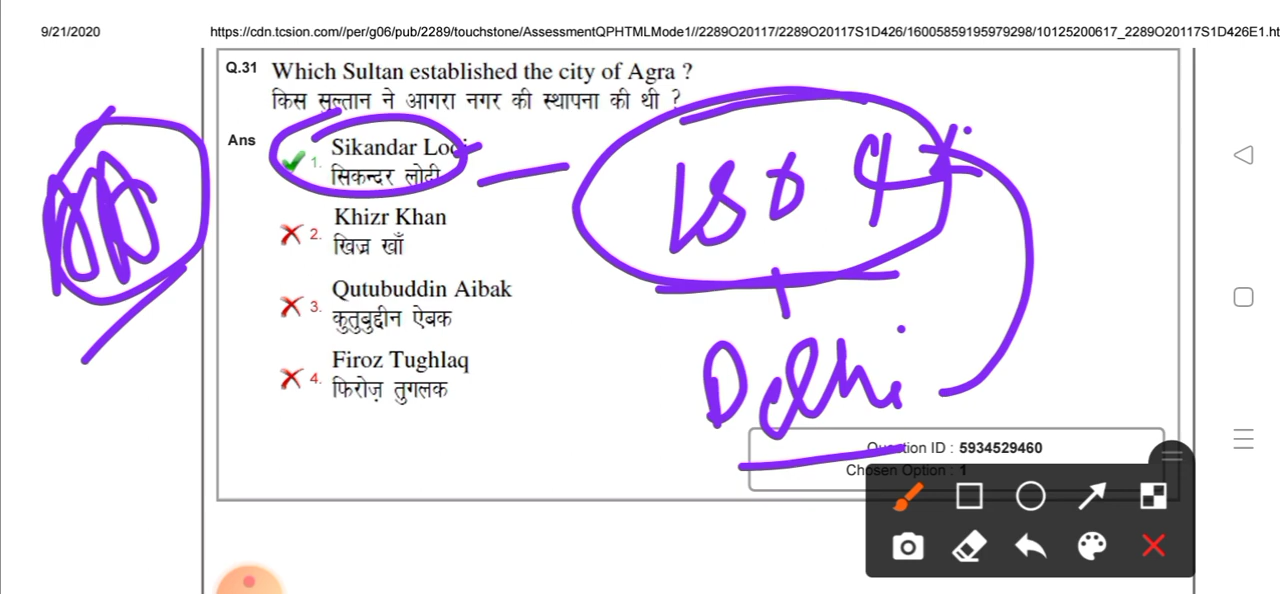 9/21/2020
https://cdn.tcsion.com//per/g06/pub/2289/touchstone/AssessmentQPHTMLMode1//2289O20117/2289O20117S1D426/16005859195979298/10125200617_2289O20117S1D426E1.ht
Q.31 Which Sultan established the city of Agra ?
किस सुल्तान ने आगरा नगर की स्थापना की थी ?
Ans
1. Sikandar Lodi
सिकन्दर लोदी
1504
2. Khizr Khan
खिज्र खाँ
3. Qutubuddin Aibak
कुतुबुद्दीन ऐबक
Delhi
4. Firoz Tughlaq
फिरोज़ तुगलक
Question ID : 5934529460
Chosen Option : 1